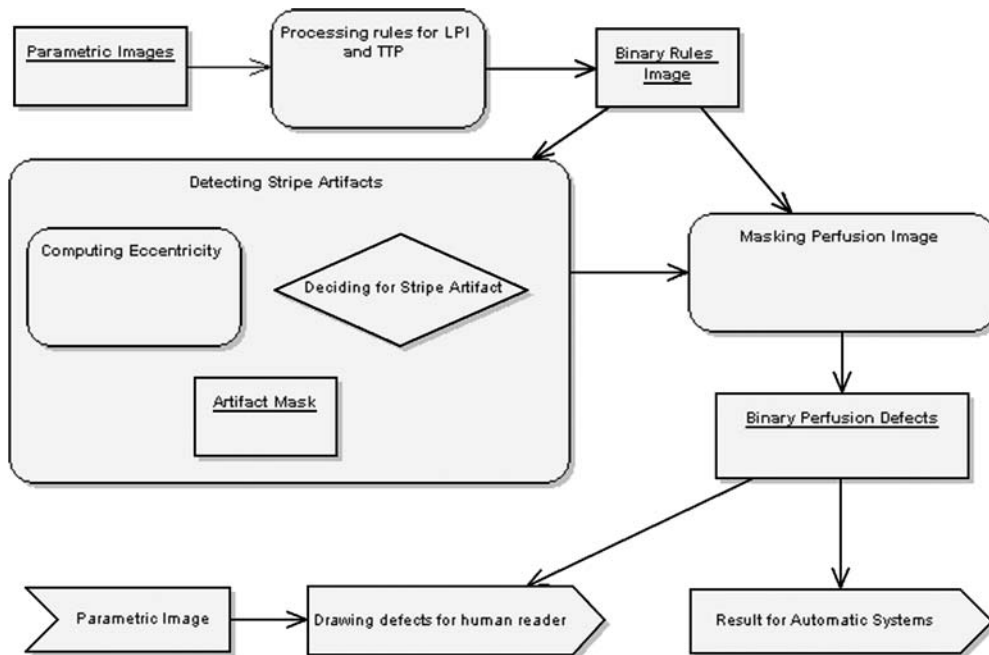 Parametric Images
Processing rules for LPI
and TTP
Binary Rules
Image
Detecting Stripe Artifacts
Computing Eccentricity
Deciding for Stripe Artifact
Masking Perfusion Image
Artifact Mask
Binary Perfusion Defects
Parametric Image
Drawing defects for human reader
Result for Automatic Systems